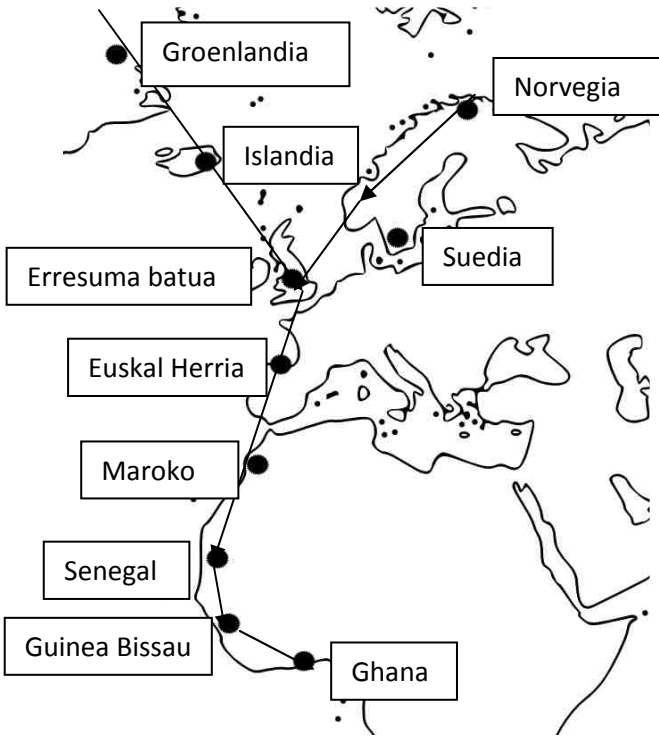 Groenlandia
Norvegia
Islandia
Suedia
Erresuma batua
Euskal Herria
Maroko
Senegal
Guinea Bissau
Ghana